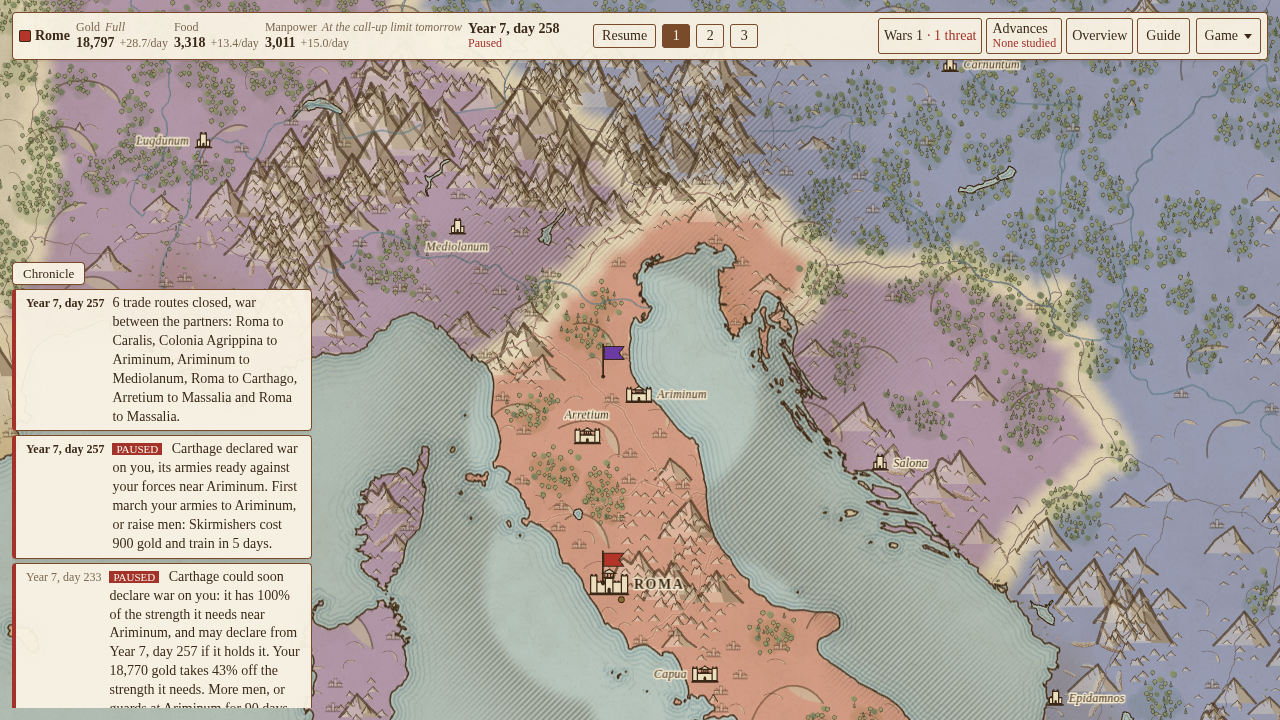 Rome
Gold Full
18,797 +28.7/day
Food
3,318 +13.4/day
Manpower At the call-up limit tomorrow
3,011 +15.0/day
Year 7, day 258
Paused
Resume
1
2
3
Wars 1 · 1 threat
Advances
None studied
Overview
Guide
Game
Carnuntum
Lugdunum
Mediolanum
Chronicle
Year 7, day 257 6 trade routes closed, war
between the partners: Roma to
Caralis, Colonia Agrippina to
Ariminum, Ariminum to
Mediolanum, Roma to Carthago,
Arretium to Massalia and Roma
to Massalia.
Year 7, day 257 PAUSED Carthage declared war
on you, its armies ready against
your forces near Ariminum. First
march your armies to Ariminum,
or raise men: Skirmishers cost
900 gold and train in 5 days.
Year 7, day 233 PAUSED Carthage could soon
declare war on you: it has 100%
of the strength it needs near
Ariminum, and may declare from
Year 7, day 257 if it holds it. Your
18,770 gold takes 43% off the
strength it needs. More men, or
Ariminum
Arretium
Salona
ROMA
Capua
Epidamnos